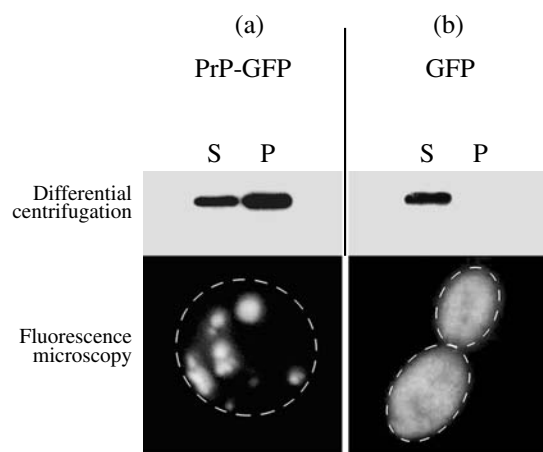 (a) (b)
PrP-GFP GFP
S P S P
Differential
centrifugation
Fluorescence
microscopy